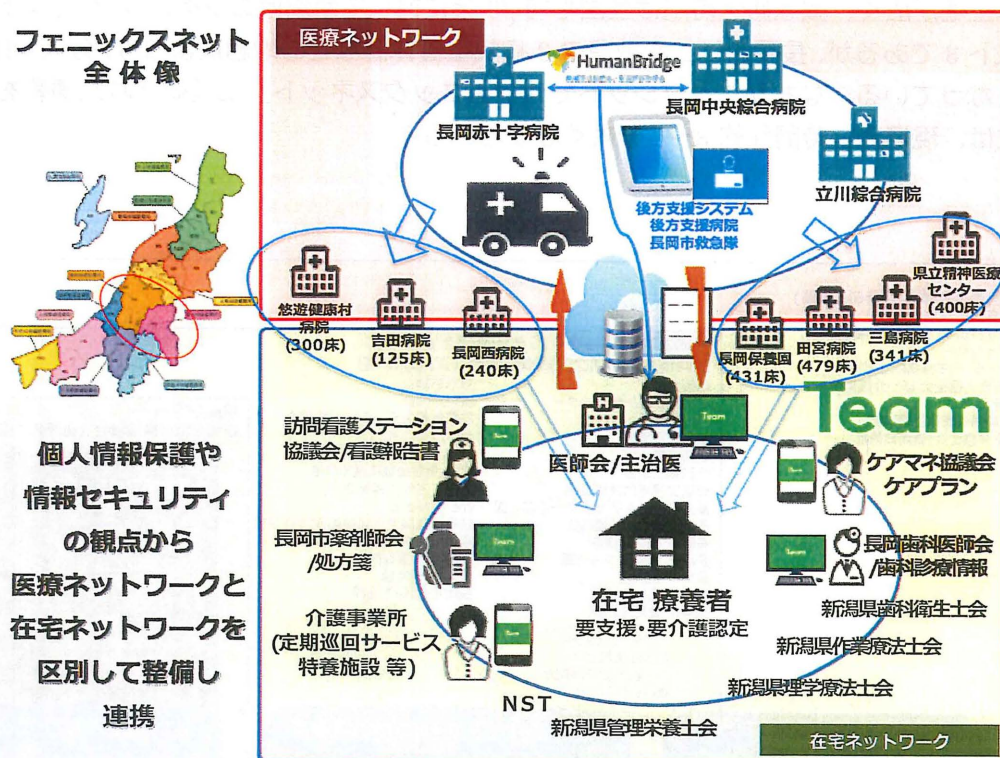 フェニックスネット
全体像
医療ネットワーク
HumanBridge
長岡赤十字病院
長岡中央綜合病院
立川綜合病院
後方支援システム
後方支援病院
長岡市救急隊
悠遊健康村
病院
(300床)
吉田病院
(125床)
長岡西病院
(240床)
県立精神医療
センター
(400床)
三島病院
(341床)
田宮病院
(479床)
長岡保養園
(431床)
Team
個人情報保護や
情報セキュリティ
の観点から
医療ネットワークと
在宅ネットワークを
区別して整備し
連携
訪問看護ステーション
協議会/看護報告書
医師会/主治医
Team
ケアマネ協議会
ケアプラン
長岡市薬剤師会
/処方箋
Team
Team
長岡歯科医師会
/歯科診療情報
在宅 療養者
要支援・要介護認定
介護事業所
(定期巡回サービス
特養施設 等)
新潟県歯科衛生士会
新潟県作業療法士会
新潟県理学療法士会
NST
新潟県管理栄養士会
在宅ネットワーク